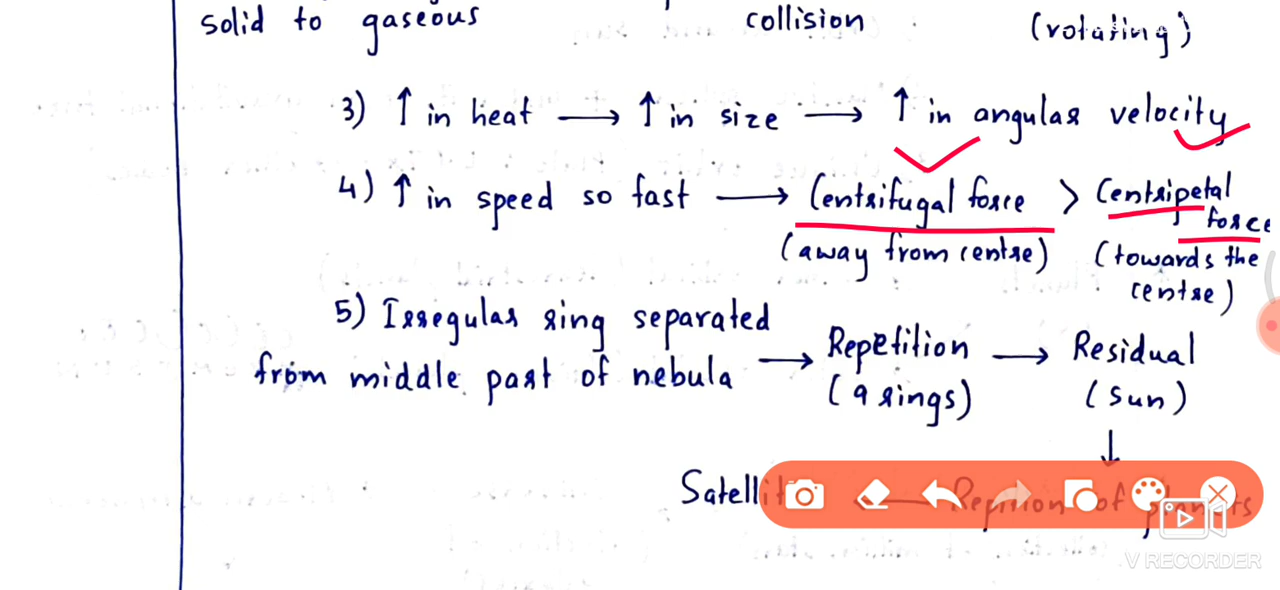 solid to gaseous collision (rotating)
3) ↑ in heat → ↑ in size → ↑ in angular velocity
4) ↑ in speed so fast → Centrifugal force > Centripetal force
(away from centre) (towards the centre)
5) Irregular ring separated from middle part of nebula → Repetition (9 rings) → Residual (Sun)
↓
Repition of
V RECORDER